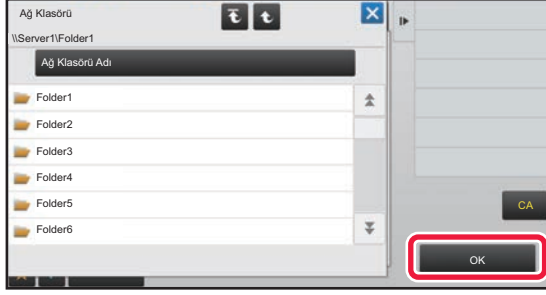 Ağ Klasörü
\\Server1\Folder1
Ağ Klasörü Adı
Folder1
Folder2
Folder3
Folder4
Folder5
Folder6
CA
OK